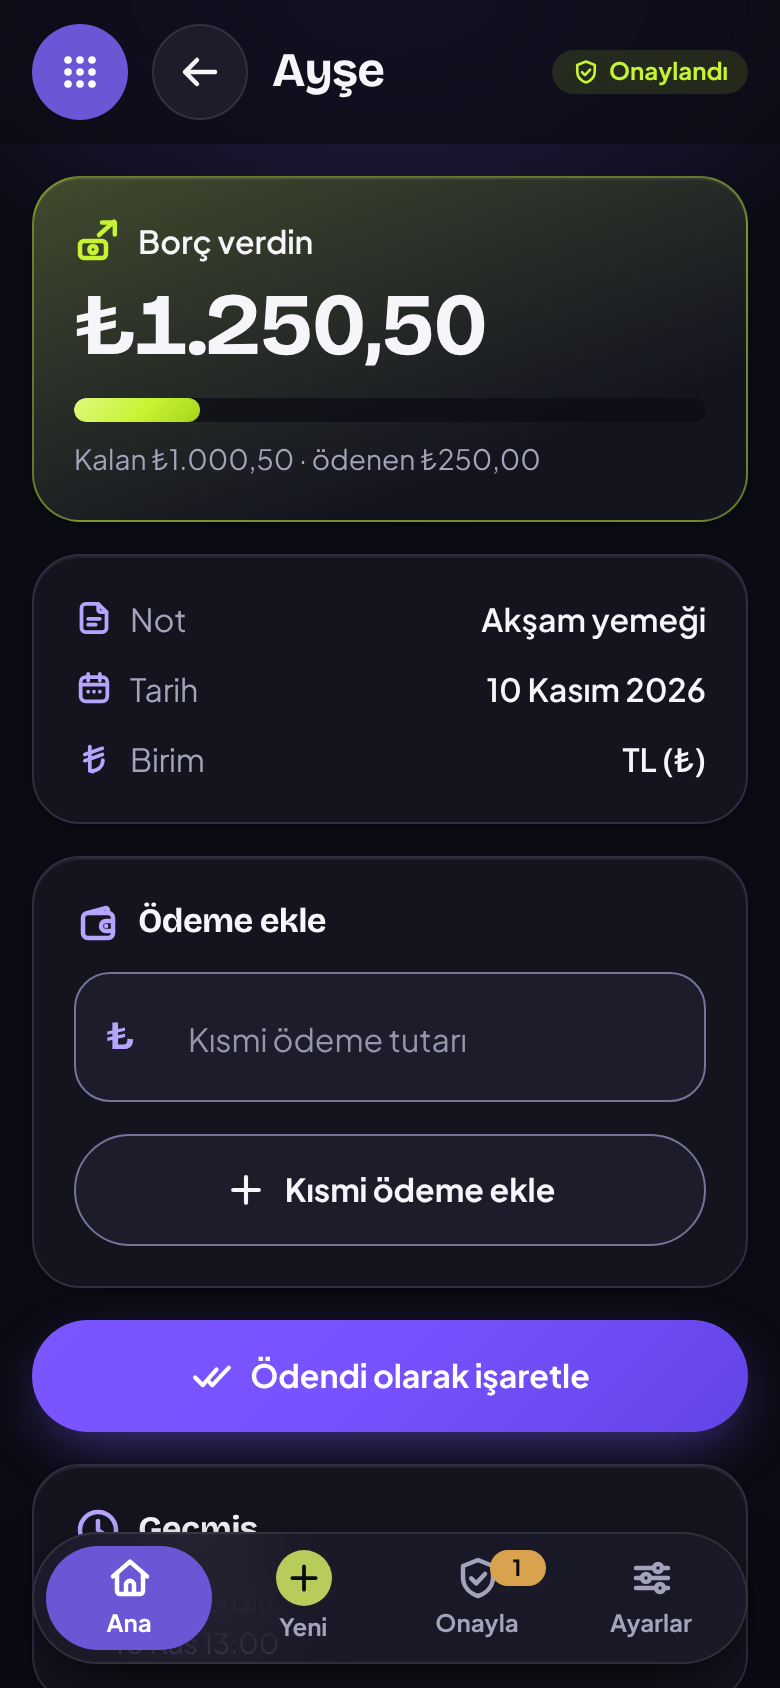 Ayşe
Onaylandı
Borç verdin
₺1.250,50
Kalan ₺1.000,50 · ödenen ₺250,00
Not
Akşam yemeği
Tarih
10 Kasım 2026
Birim
TL (₺)
Ödeme ekle
₺ Kısmi ödeme tutarı
Kısmi ödeme ekle
Ödendi olarak işaretle
Geçmiş
13:00
1
Ana
Yeni
Onayla
Ayarlar